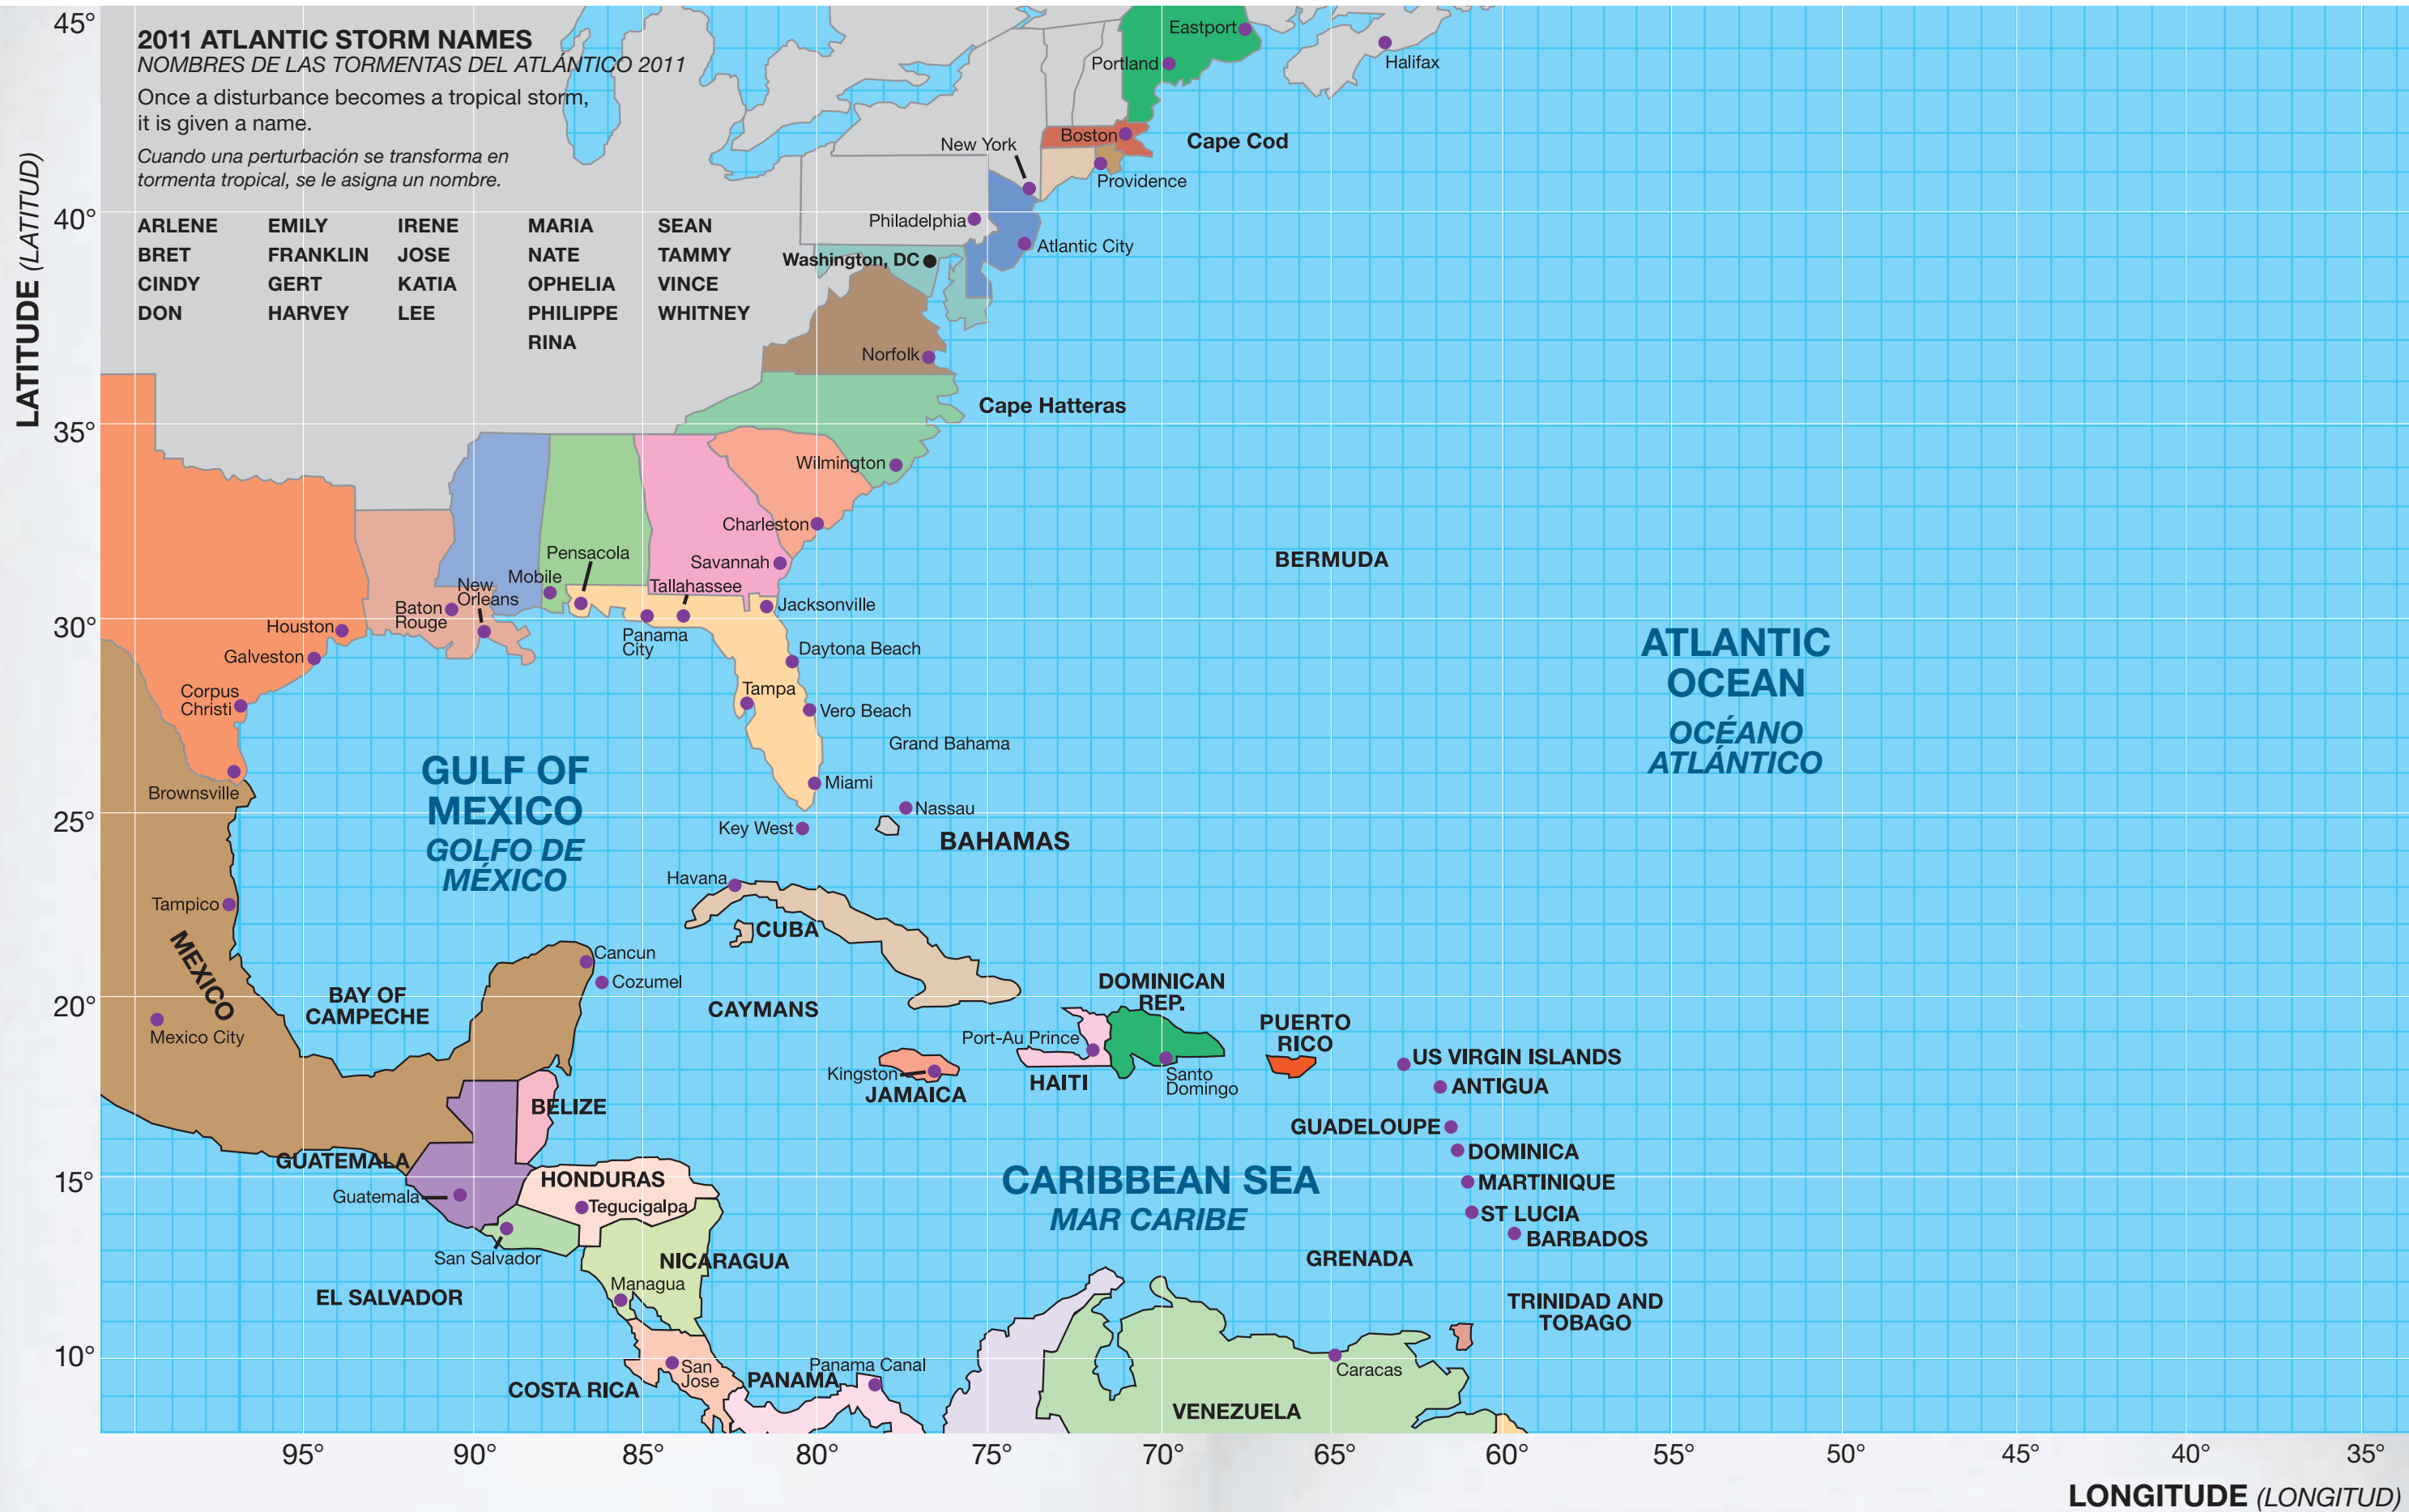 2011 ATLANTIC STORM NAMES
NOMBRES DE LAS TORMENTAS DEL ATLÁNTICO 2011
Once a disturbance becomes a tropical storm,
it is given a name.
Cuando una perturbación se transforma en
tormenta tropical, se le asigna un nombre.
ARLENE EMILY IRENE MARIA SEAN
BRET FRANKLIN JOSE NATE TAMMY
CINDY GERT KATIA OPHELIA VINCE
DON HARVEY LEE PHILIPPE WHITNEY
RINA
LATITUDE (LATITUD)
45°
40°
35°
30°
25°
20°
15°
10°
Eastport
Portland
Halifax
Boston
Cape Cod
New York
Providence
Philadelphia
Atlantic City
Washington, DC
Norfolk
Cape Hatteras
Wilmington
Charleston
Savannah
Pensacola
Mobile
Tallahassee
New
Orleans
Baton
Rouge
Jacksonville
Houston
Panama
City
Galveston
Daytona Beach
Corpus
Christi
Tampa
Vero Beach
Grand Bahama
Miami
Brownsville
Nassau
Key West
BAHAMAS
BERMUDA
ATLANTIC
OCEAN
OCÉANO
ATLÁNTICO
GULF OF
MEXICO
GOLFO DE
MÉXICO
Havana
Tampico
CUBA
MEXICO
Cancun
Cozumel
BAY OF
CAMPECHE
CAYMANS
Mexico City
DOMINICAN
REP.
Port-Au Prince
PUERTO
RICO
Kingston
JAMAICA
HAITI
Santo
Domingo
US VIRGIN ISLANDS
ANTIGUA
GUADELOUPE
DOMINICA
MARTINIQUE
ST LUCIA
BARBADOS
GRENADA
TRINIDAD AND
TOBAGO
BELIZE
GUATEMALA
Guatemala
HONDURAS
Tegucigalpa
CARIBBEAN SEA
MAR CARIBE
San Salvador
NICARAGUA
Managua
EL SALVADOR
San
Jose
COSTA RICA
Panama Canal
PANAMA
Caracas
VENEZUELA
95° 90° 85° 80° 75° 70° 65° 60° 55° 50° 45° 40° 35°
LONGITUDE (LONGITUD)